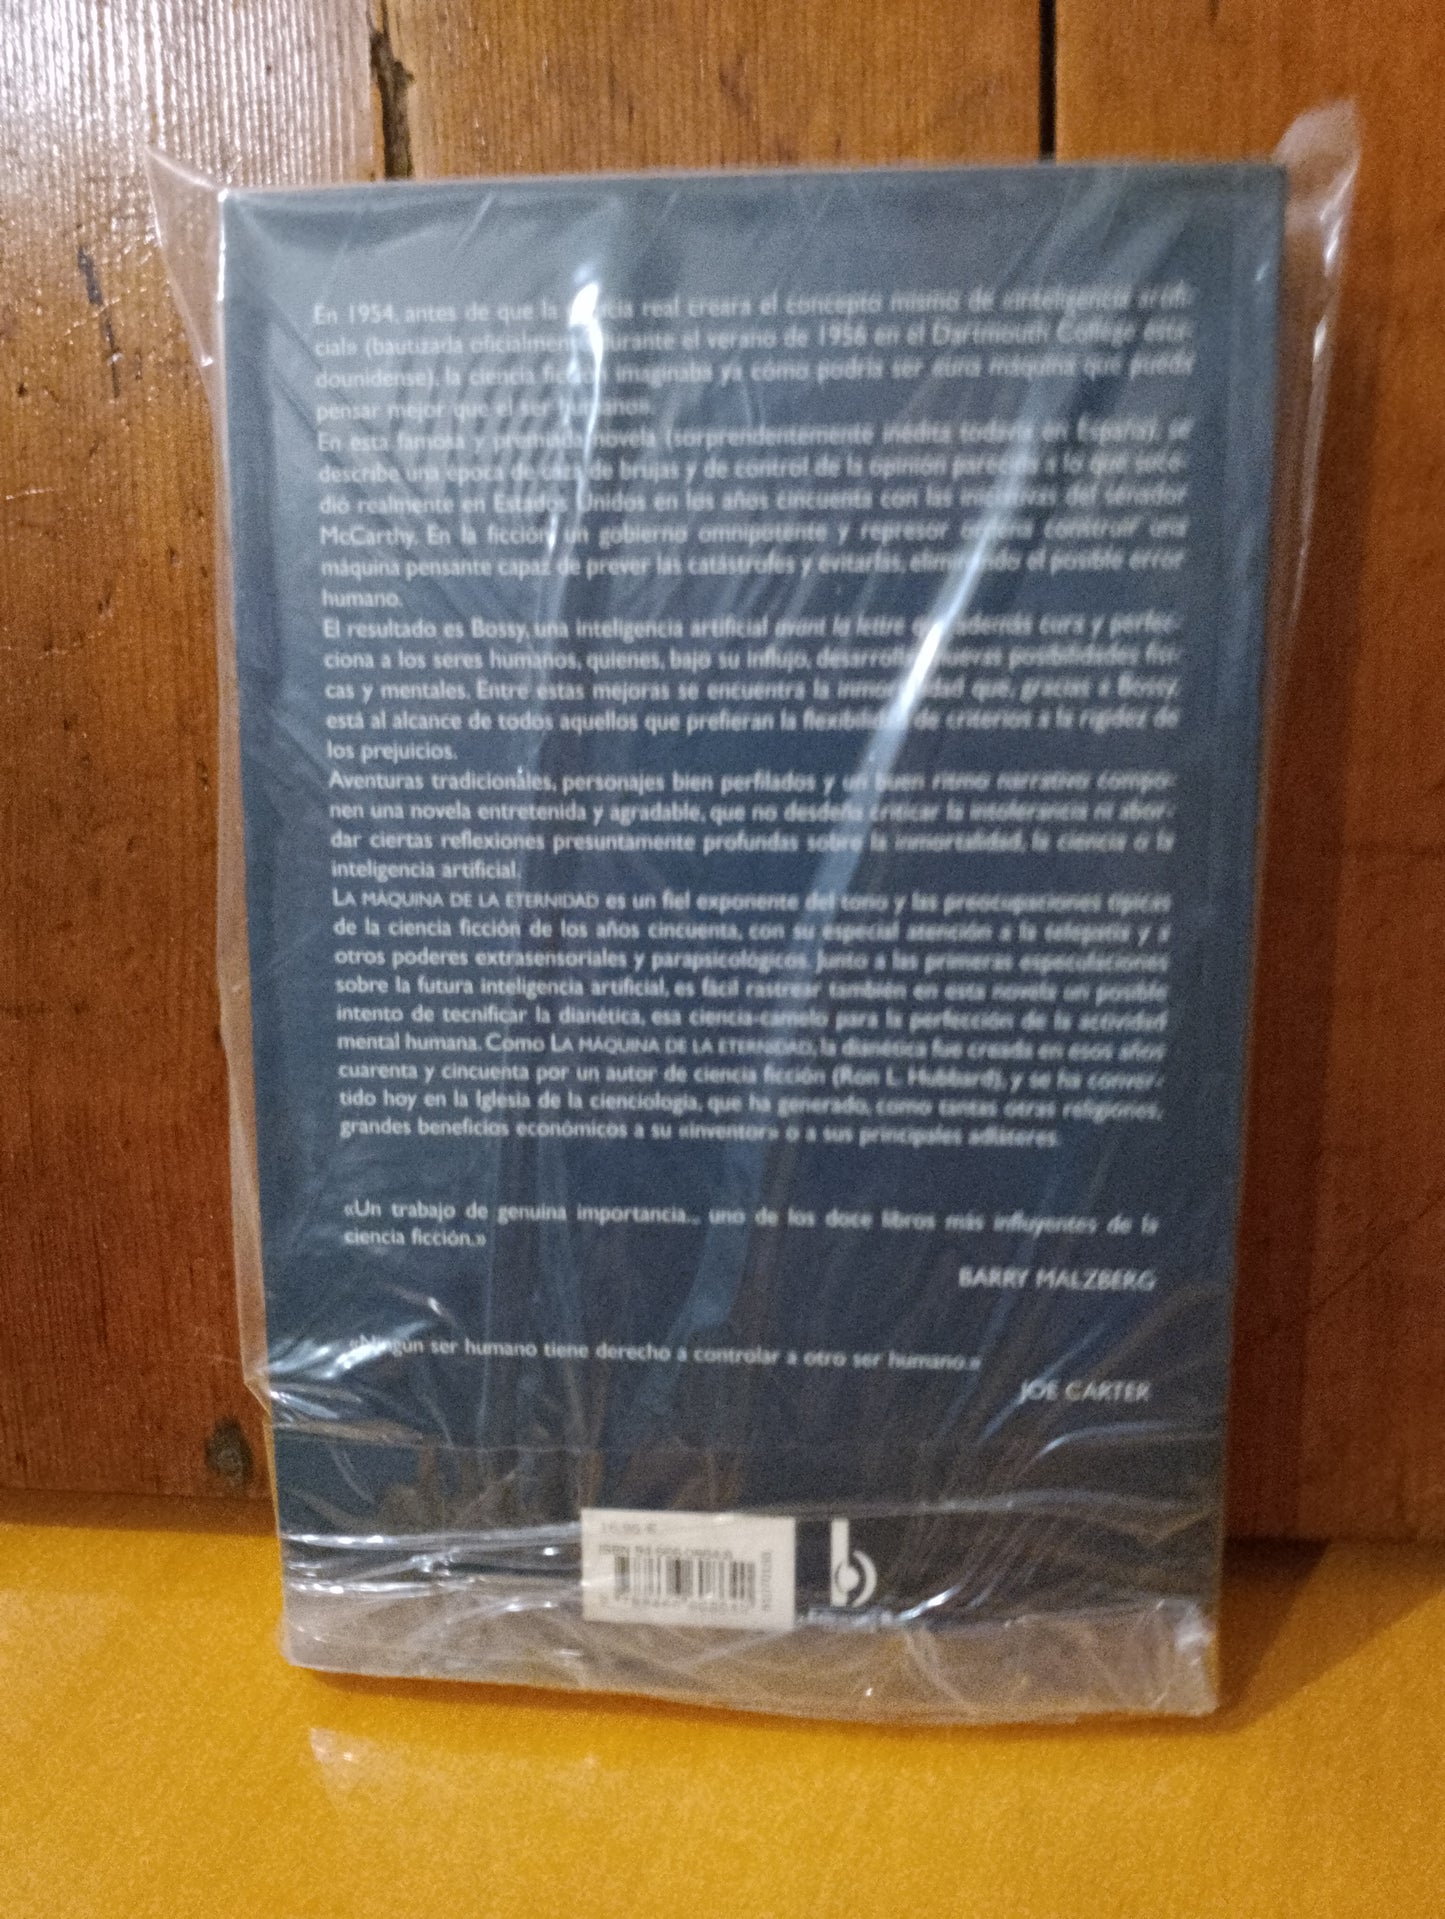 En 1954, antes de que la ciencia real creara el concepto mismo de «inteligencia artifi-
cial» (bautizada oficialmente durante el verano de 1956 en el Dartmouth College esta-
dounidense), la ciencia ficción imaginaba ya cómo podría ser «una máquina que pueda
pensar mejor que el ser humano».
En esta famosa y premiada novela (sorprendentemente inédita todavía en España), se
describe una época de caza de brujas y de control de la opinión parecida a lo que suce-
dió realmente en Estados Unidos en los años cincuenta con las iniciativas del senador
McCarthy. En la ficción, un gobierno omnipotente y represor ordena construir una
máquina pensante capaz de prever las catástrofes y evitarlas, eliminando el posible error
humano.
El resultado es Bossy, una inteligencia artificial avant la lettre que además cura y perfec-
ciona a los seres humanos, quienes, bajo su influjo, desarrollan nuevas posibilidades físi-
cas y mentales. Entre estas mejoras se encuentra la inmortalidad que, gracias a Bossy,
está al alcance de todos aquellos que prefieran la flexibilidad de criterios a la rigidez de
los prejuicios.
Aventuras tradicionales, personajes bien perfilados y un buen ritmo narrativo compo-
nen una novela entretenida y agradable, que no desdeña criticar la intolerancia ni abor-
dar ciertas reflexiones presuntamente profundas sobre la inmortalidad, la ciencia o la
inteligencia artificial.
LA MÁQUINA DE LA ETERNIDAD es un fiel exponente del tono y las preocupaciones típicas
de la ciencia ficción de los años cincuenta, con su especial atención a la telepatía y a
otros poderes extrasensoriales y parapsicológicos. Junto a las primeras especulaciones
sobre la futura inteligencia artificial, es fácil rastrear también en esta novela un posible
intento de tecnificar la dianética, esa ciencia-camelo para la perfección de la actividad
mental humana. Como LA MÁQUINA DE LA ETERNIDAD, la dianética fue creada en esos años
cuarenta y cincuenta por un autor de ciencia ficción (Ron L. Hubbard), y se ha conver-
tido hoy en la Iglesia de la cienciología, que ha generado, como tantas otras religiones,
grandes beneficios económicos a su «inventor» o a sus principales adláteres.
«Un trabajo de genuina importancia... uno de los doce libros más influyentes de la
ciencia ficción.»
BARRY MALZBERG
«Ningún ser humano tiene derecho a controlar a otro ser humano.»
JOE CARTER
ISBN